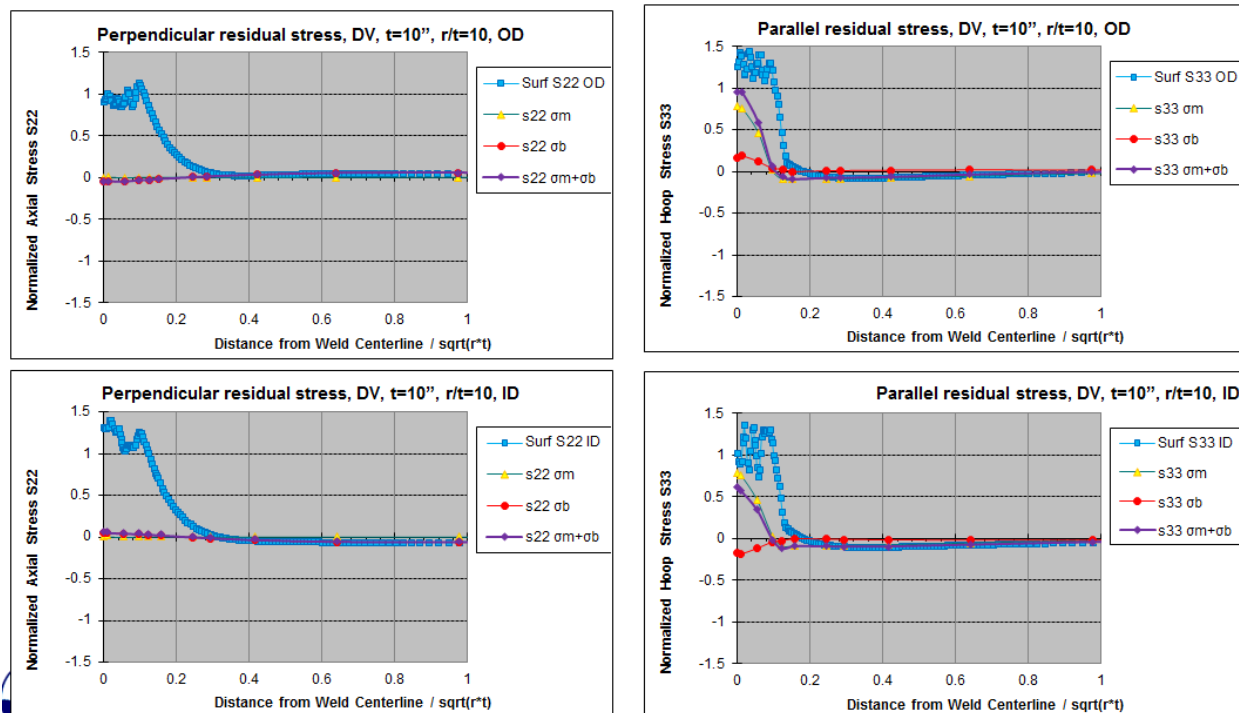 Perpendicular residual stress, DV, t=10”, r/t=10, OD
Normalized Axial Stress S22
1.5
1
0.5
0
-0.5
-1
-1.5
0
0.2
0.4
0.6
0.8
1
Distance from Weld Centerline / sqrt(r*t)
Surf S22 OD
s22 σm
s22 σb
s22 σm+σb
Parallel residual stress, DV, t=10”, r/t=10, OD
Normalized Hoop Stress S33
1.5
1
0.5
0
-0.5
-1
-1.5
0
0.2
0.4
0.6
0.8
1
Distance from Weld Centerline / sqrt(r*t)
Surf S33 OD
s33 σm
s33 σb
s33 σm+σb
Perpendicular residual stress, DV, t=10”, r/t=10, ID
Normalized Axial Stress S22
1.5
1
0.5
0
-0.5
-1
-1.5
0
0.2
0.4
0.6
0.8
1
Distance from Weld Centerline / sqrt(r*t)
Surf S22 ID
s22 σm
s22 σb
s22 σm+σb
Parallel residual stress, DV, t=10”, r/t=10, ID
Normalized Hoop Stress S33
1.5
1
0.5
0
-0.5
-1
-1.5
0
0.2
0.4
0.6
0.8
1
Distance from Weld Centerline / sqrt(r*t)
Surf S33 ID
s33 σm
s33 σb
s33 σm+σb